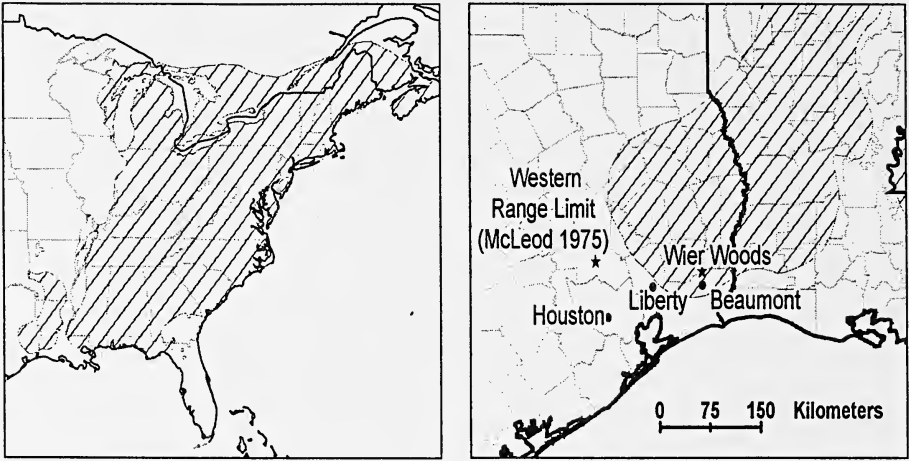 Western
Range Limit
(McLeod 1975)
Wier Woods
Liberty
Beaumont
Houston
0 75 150 Kilometers